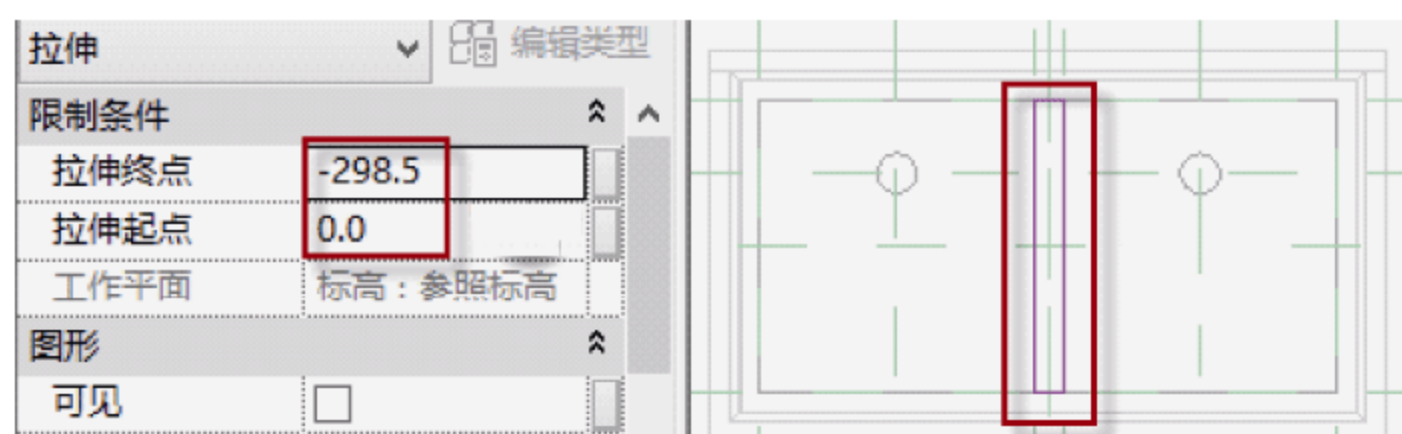 拉伸 编辑类型
限制条件
拉伸终点 -298.5
拉伸起点 0.0
工作平面 标高：参照标高
图形
可见